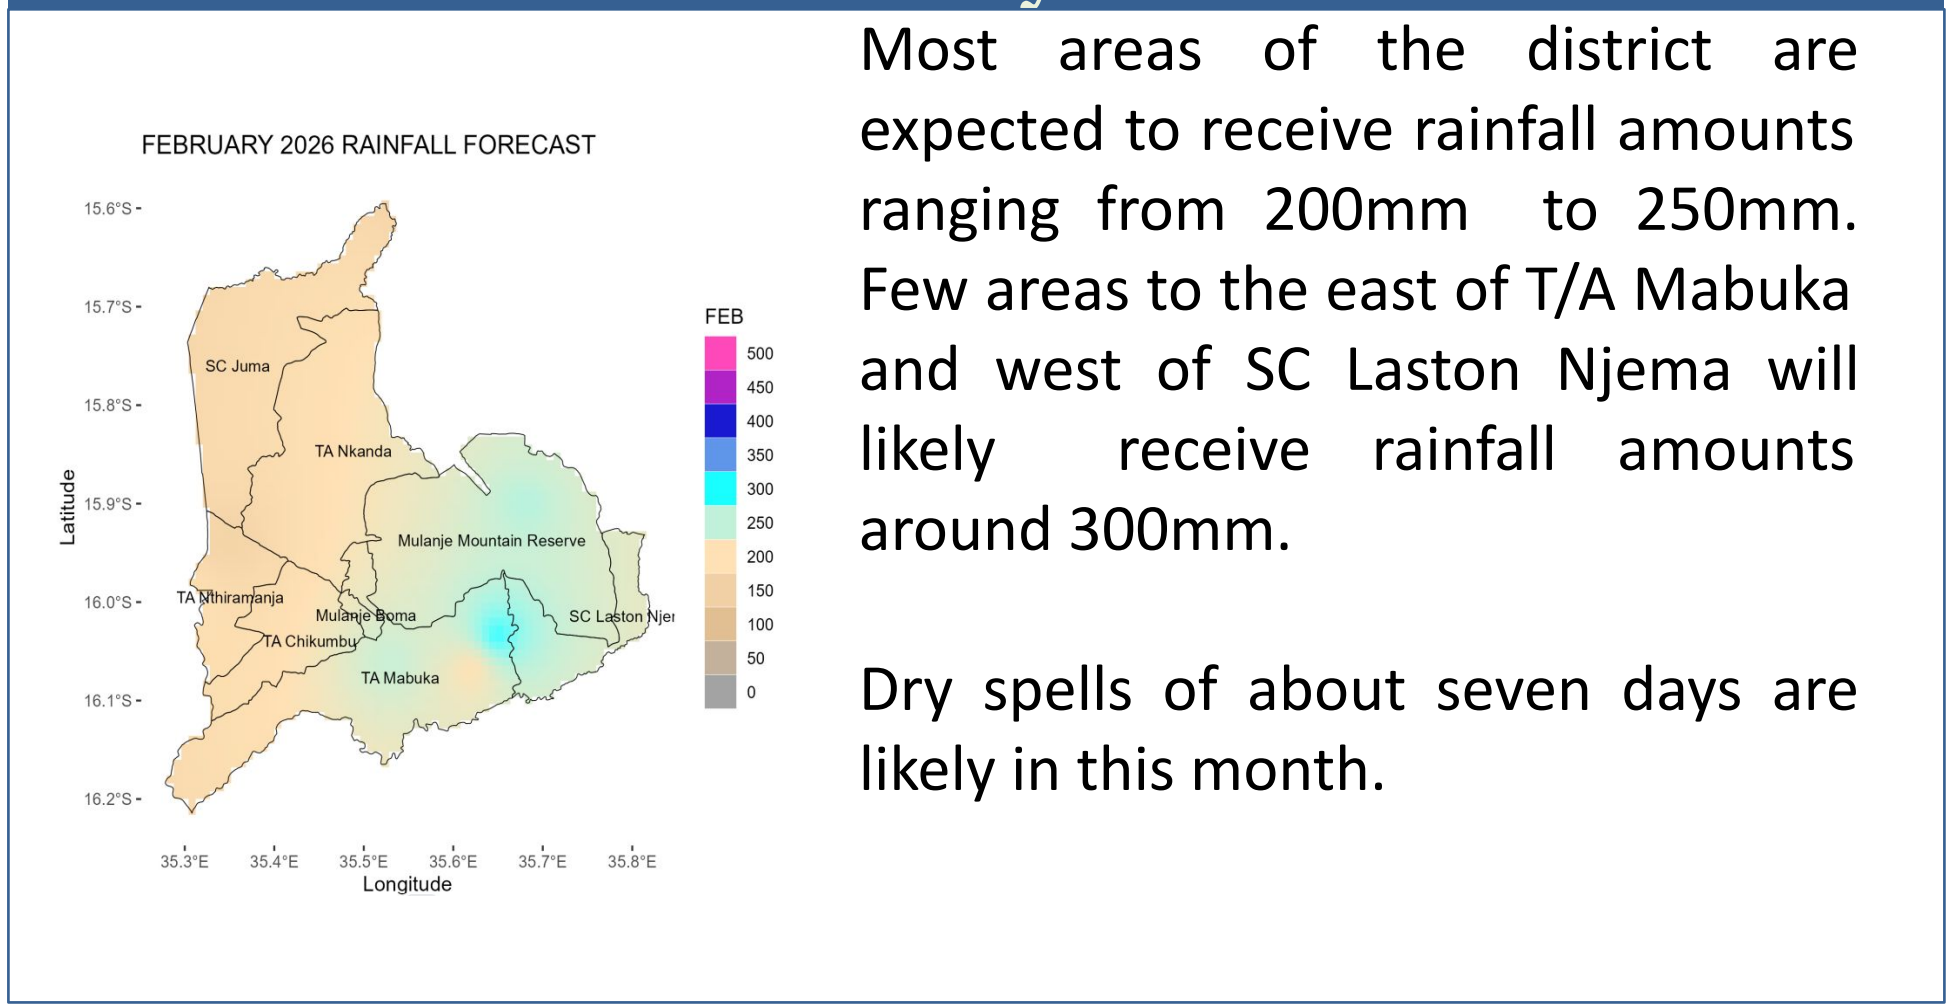 Most areas of the district are
expected to receive rainfall amounts
ranging from 200mm to 250mm.
Few areas to the east of T/A Mabuka
and west of SC Laston Njema will
likely receive rainfall amounts
around 300mm.
Dry spells of about seven days are
likely in this month.
FEBRUARY 2026 RAINFALL FORECAST
15.6°S
15.7°S
15.8°S
15.9°S
16.0°S
16.1°S
16.2°S
Latitude
SC Juma
TA Nkanda
Mulanje Mountain Reserve
TA Nthiramanja
Mulanje Boma
SC Laston Njer
TA Chikumbu
TA Mabuka
35.3°E 35.4°E 35.5°E 35.6°E 35.7°E 35.8°E
Longitude
FEB
500
450
400
350
300
250
200
150
100
50
0